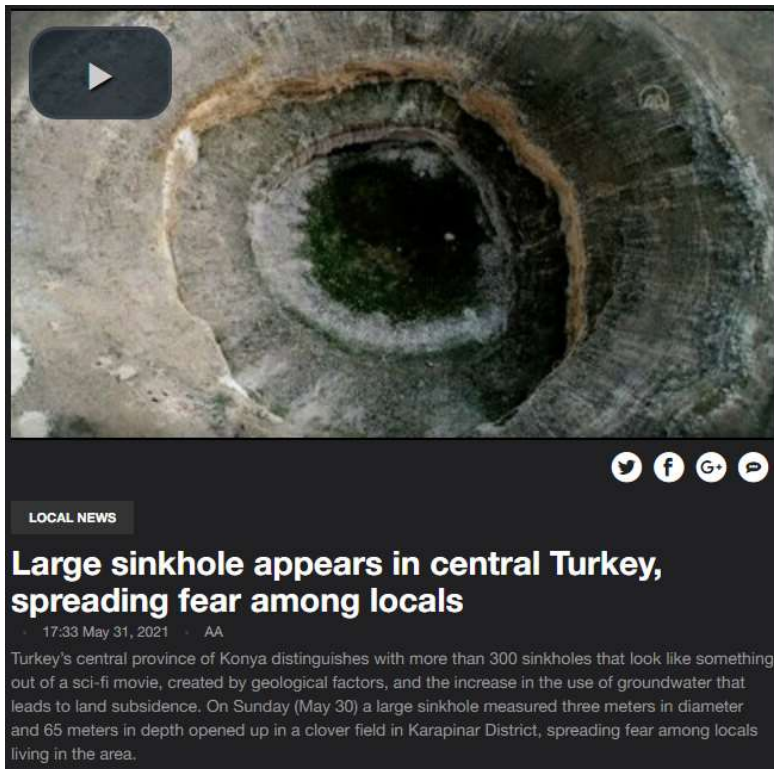 LOCAL NEWS
Large sinkhole appears in central Turkey,
spreading fear among locals
17:33 May 31, 2021 AA
Turkey's central province of Konya distinguishes with more than 300 sinkholes that look like something
out of a sci-fi movie, created by geological factors, and the increase in the use of groundwater that
leads to land subsidence. On Sunday (May 30) a large sinkhole measured three meters in diameter
and 65 meters in depth opened up in a clover field in Karapinar District, spreading fear among locals
living in the area.